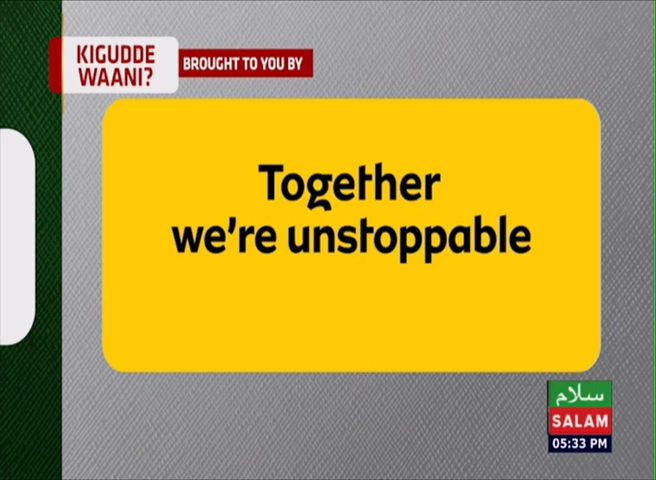 KIGUDDE
WAANI?
BROUGHT TO YOU BY
Together
we're unstoppable
سلام
SALAM
05:33 PM